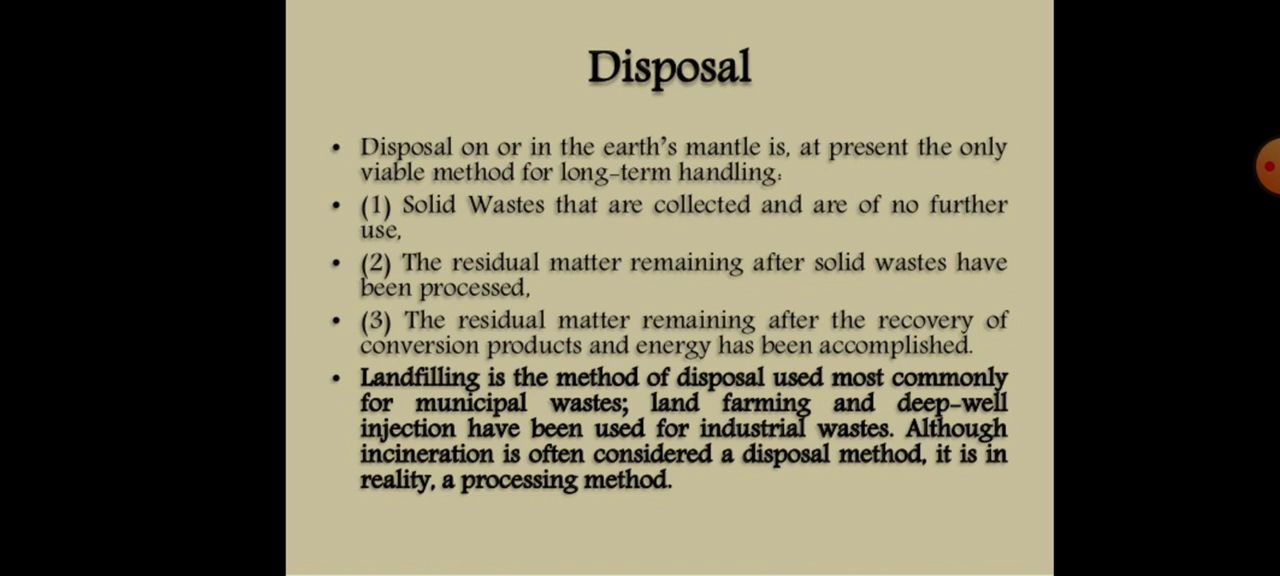 Disposal
• Disposal on or in the earth's mantle is, at present the only
viable method for long-term handling:
• (1) Solid Wastes that are collected and are of no further
use,
• (2) The residual matter remaining after solid wastes have
been processed,
• (3) The residual matter remaining after the recovery of
conversion products and energy has been accomplished.
• Landfilling is the method of disposal used most commonly
for municipal wastes; land farming and deep-well
injection have been used for industrial wastes. Although
incineration is often considered a disposal method, it is in
reality, a processing method.